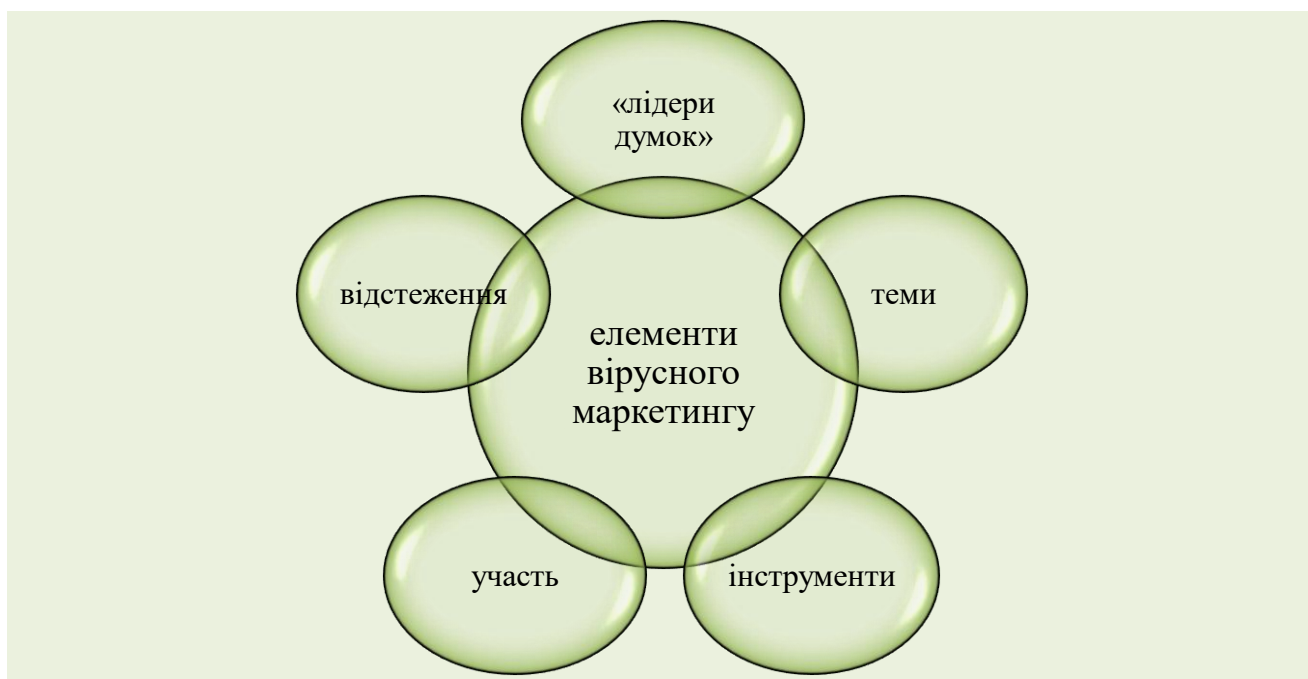 «лідери
думок»
відстеження
теми
елементи
вірусного
маркетингу
участь
інструменти